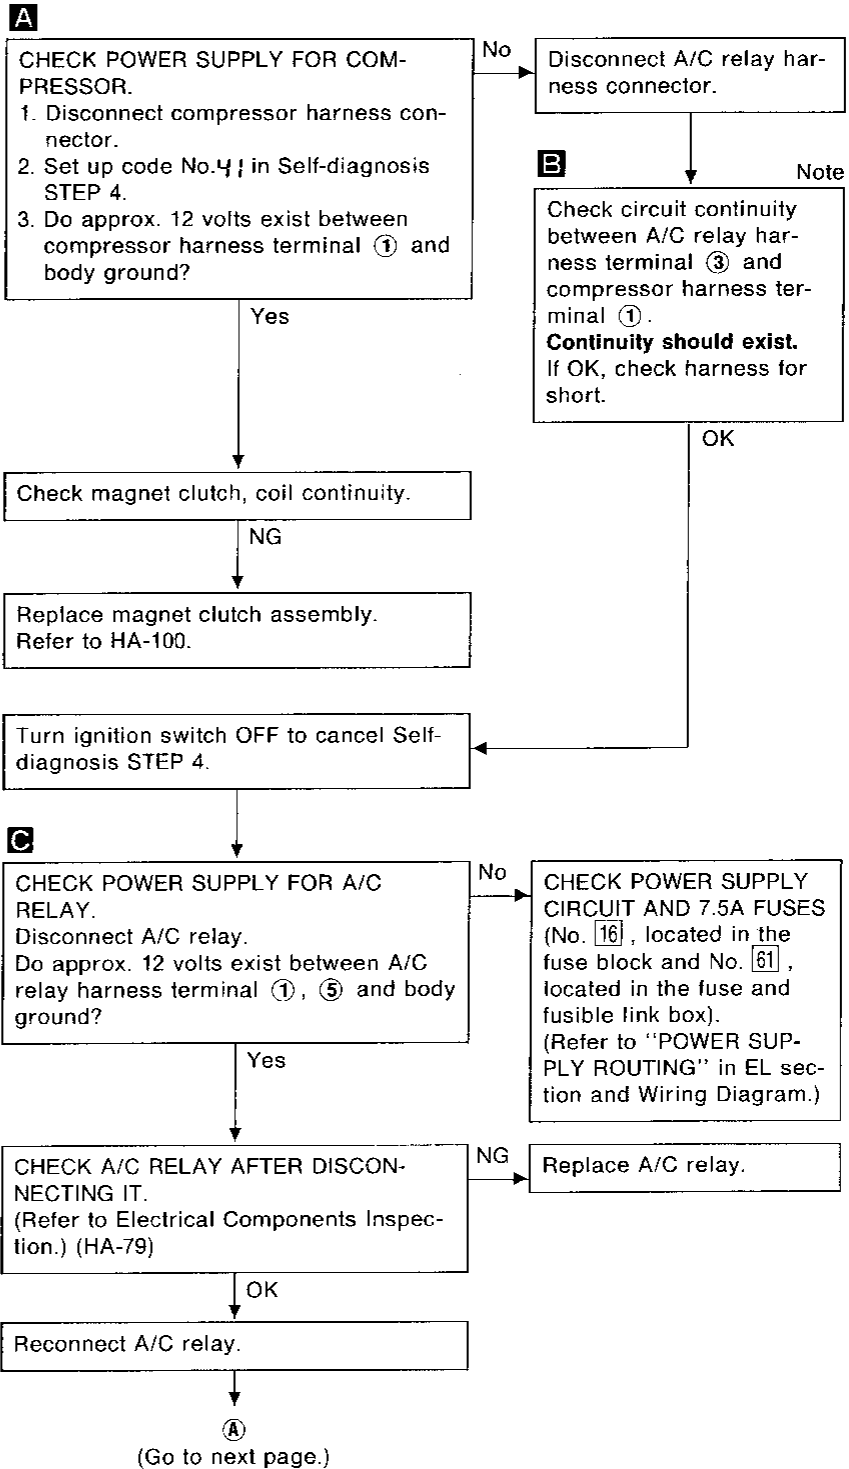 A
CHECK POWER SUPPLY FOR COM-
PRESSOR.
1. Disconnect compressor harness con-
nector.
2. Set up code No.41 in Self-diagnosis
STEP 4.
3. Do approx. 12 volts exist between
compressor harness terminal ① and
body ground?
No
Disconnect A/C relay har-
ness connector.
B
Note
Check circuit continuity
between A/C relay har-
ness terminal ③ and
compressor harness ter-
minal ①.
Continuity should exist.
If OK, check harness for
short.
Yes
OK
Check magnet clutch, coil continuity.
NG
Replace magnet clutch assembly.
Refer to HA-100.
Turn ignition switch OFF to cancel Self-
diagnosis STEP 4.
C
CHECK POWER SUPPLY FOR A/C
RELAY.
Disconnect A/C relay.
Do approx. 12 volts exist between A/C
relay harness terminal ①, ⑤ and body
ground?
No
CHECK POWER SUPPLY
CIRCUIT AND 7.5A FUSES
(No. 16, located in the
fuse block and No. 61,
located in the fuse and
fusible link box).
(Refer to "POWER SUP-
PLY ROUTING" in EL sec-
tion and Wiring Diagram.)
Yes
CHECK A/C RELAY AFTER DISCON-
NECTING IT.
(Refer to Electrical Components Inspec-
tion.) (HA-79)
NG
Replace A/C relay.
OK
Reconnect A/C relay.
Ⓐ
(Go to next page.)